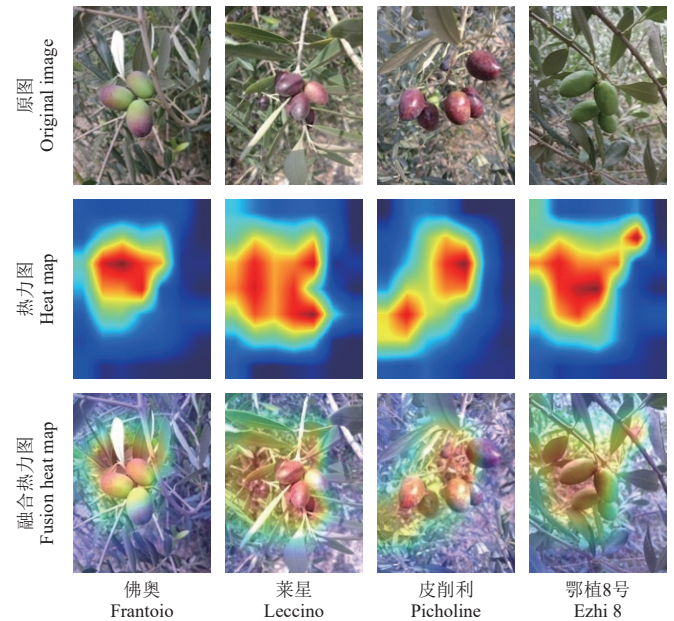 原图
Original image
热力图
Heat map
融合热力图
Fusion heat map
佛奥
Frantoio
莱星
Leccino
皮削利
Picholine
鄂植8号
Ezhi 8